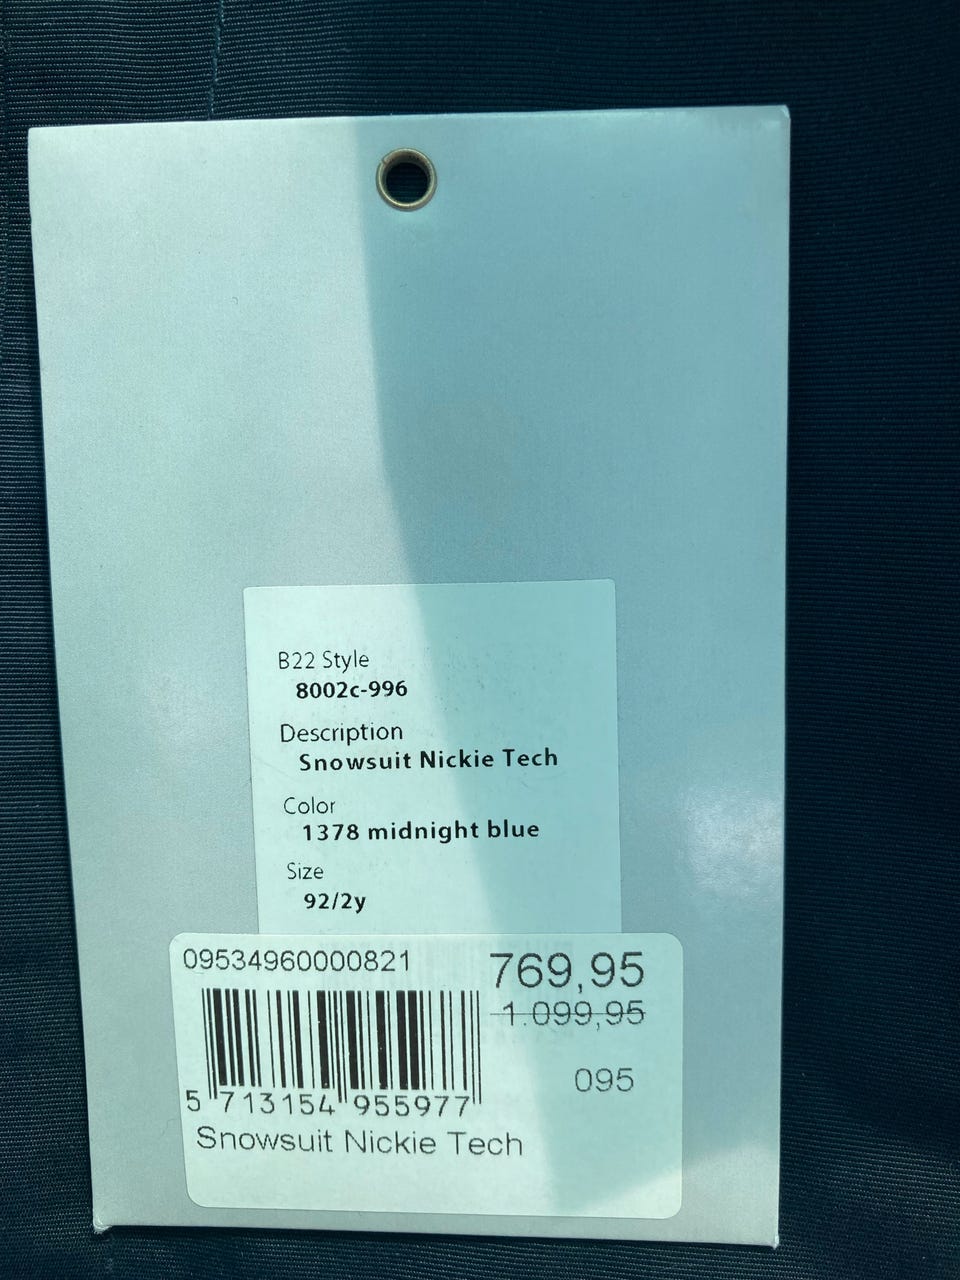 B22 Style
8002c-996
Description
Snowsuit Nickie Tech
Color
1378 midnight blue
Size
92/2y
09534960000821
769,95
1.099,95
095
5 713154 955977
Snowsuit Nickie Tech